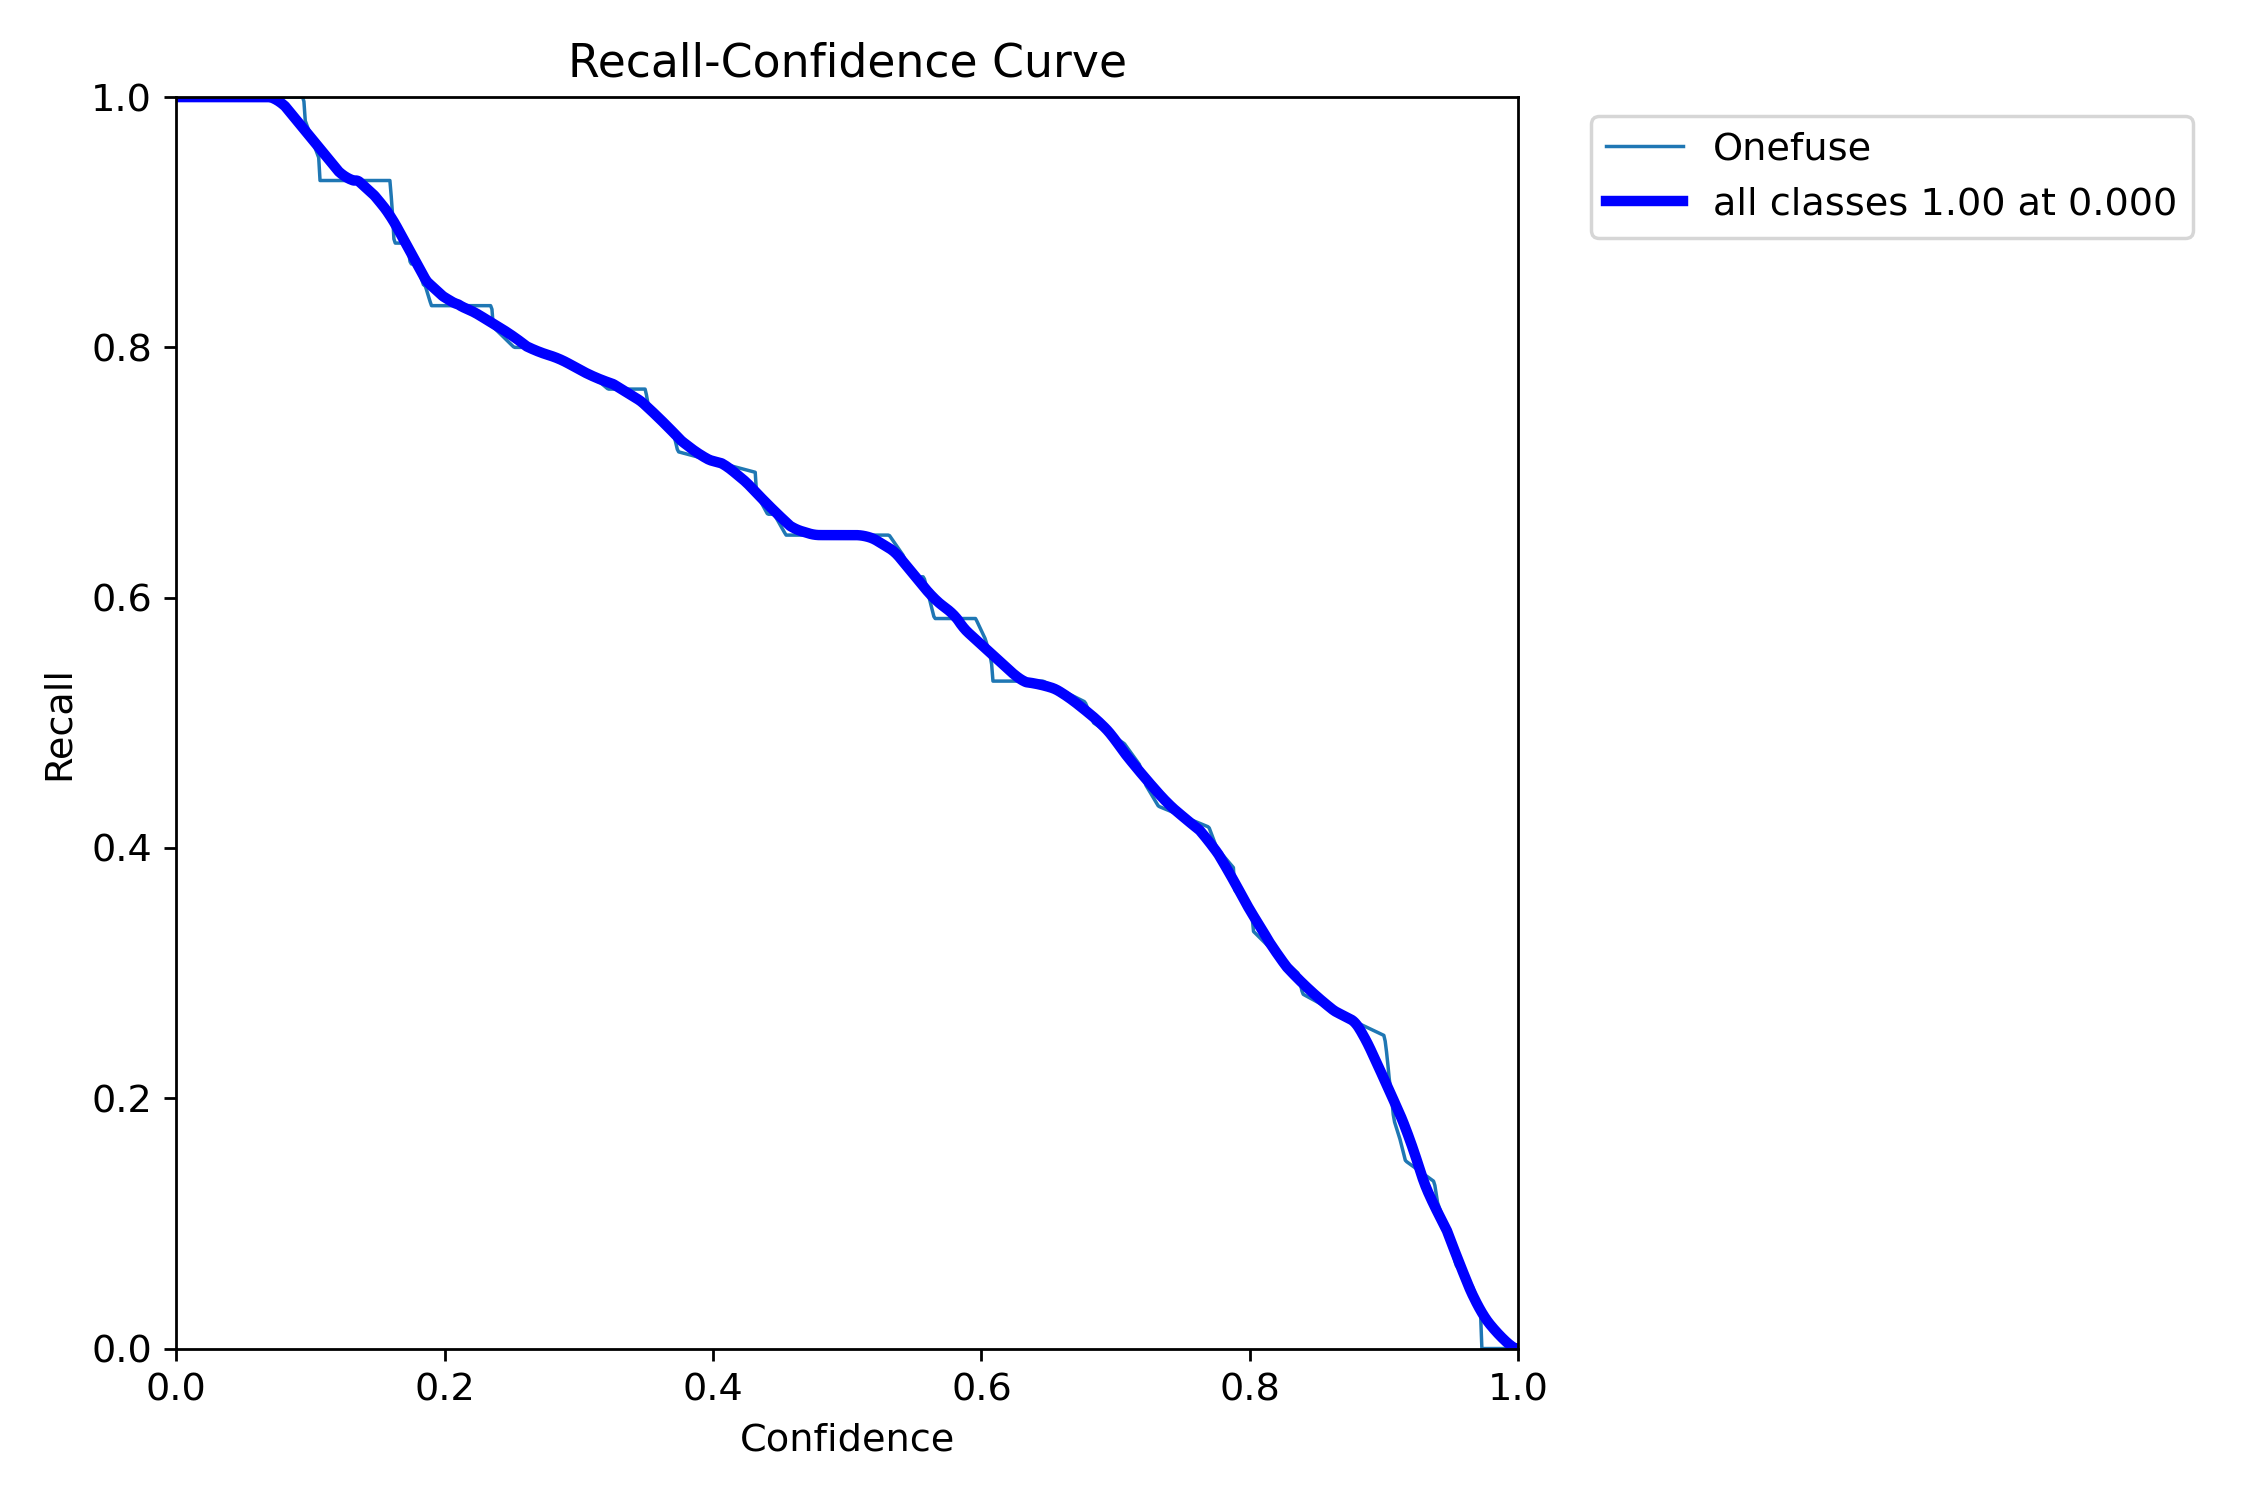 Recall-Confidence Curve
Onefuse
all classes 1.00 at 0.000
1.0
0.8
0.6
0.4
0.2
0.0
Recall
0.0 0.2 0.4 0.6 0.8 1.0
Confidence